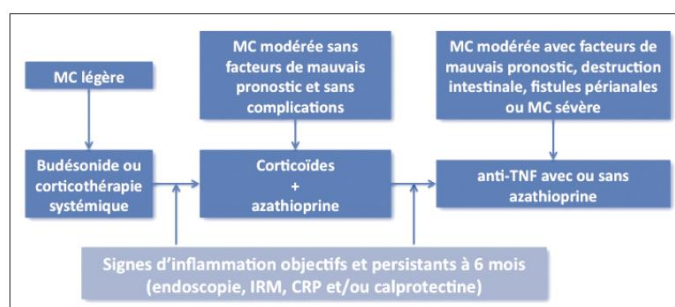 MC légère
MC modérée sans
facteurs de mauvais
pronostic et sans
complications
MC modérée avec facteurs de
mauvais pronostic, destruction
intestinale, fistules périanales
ou MC sévère
Budésonide ou
corticothérapie
systémique
Corticoïdes
+
azathioprine
anti-TNF avec ou sans
azathioprine
Signes d’inflammation objectifs et persistants à 6 mois
(endoscopie, IRM, CRP et/ou calprotectine)